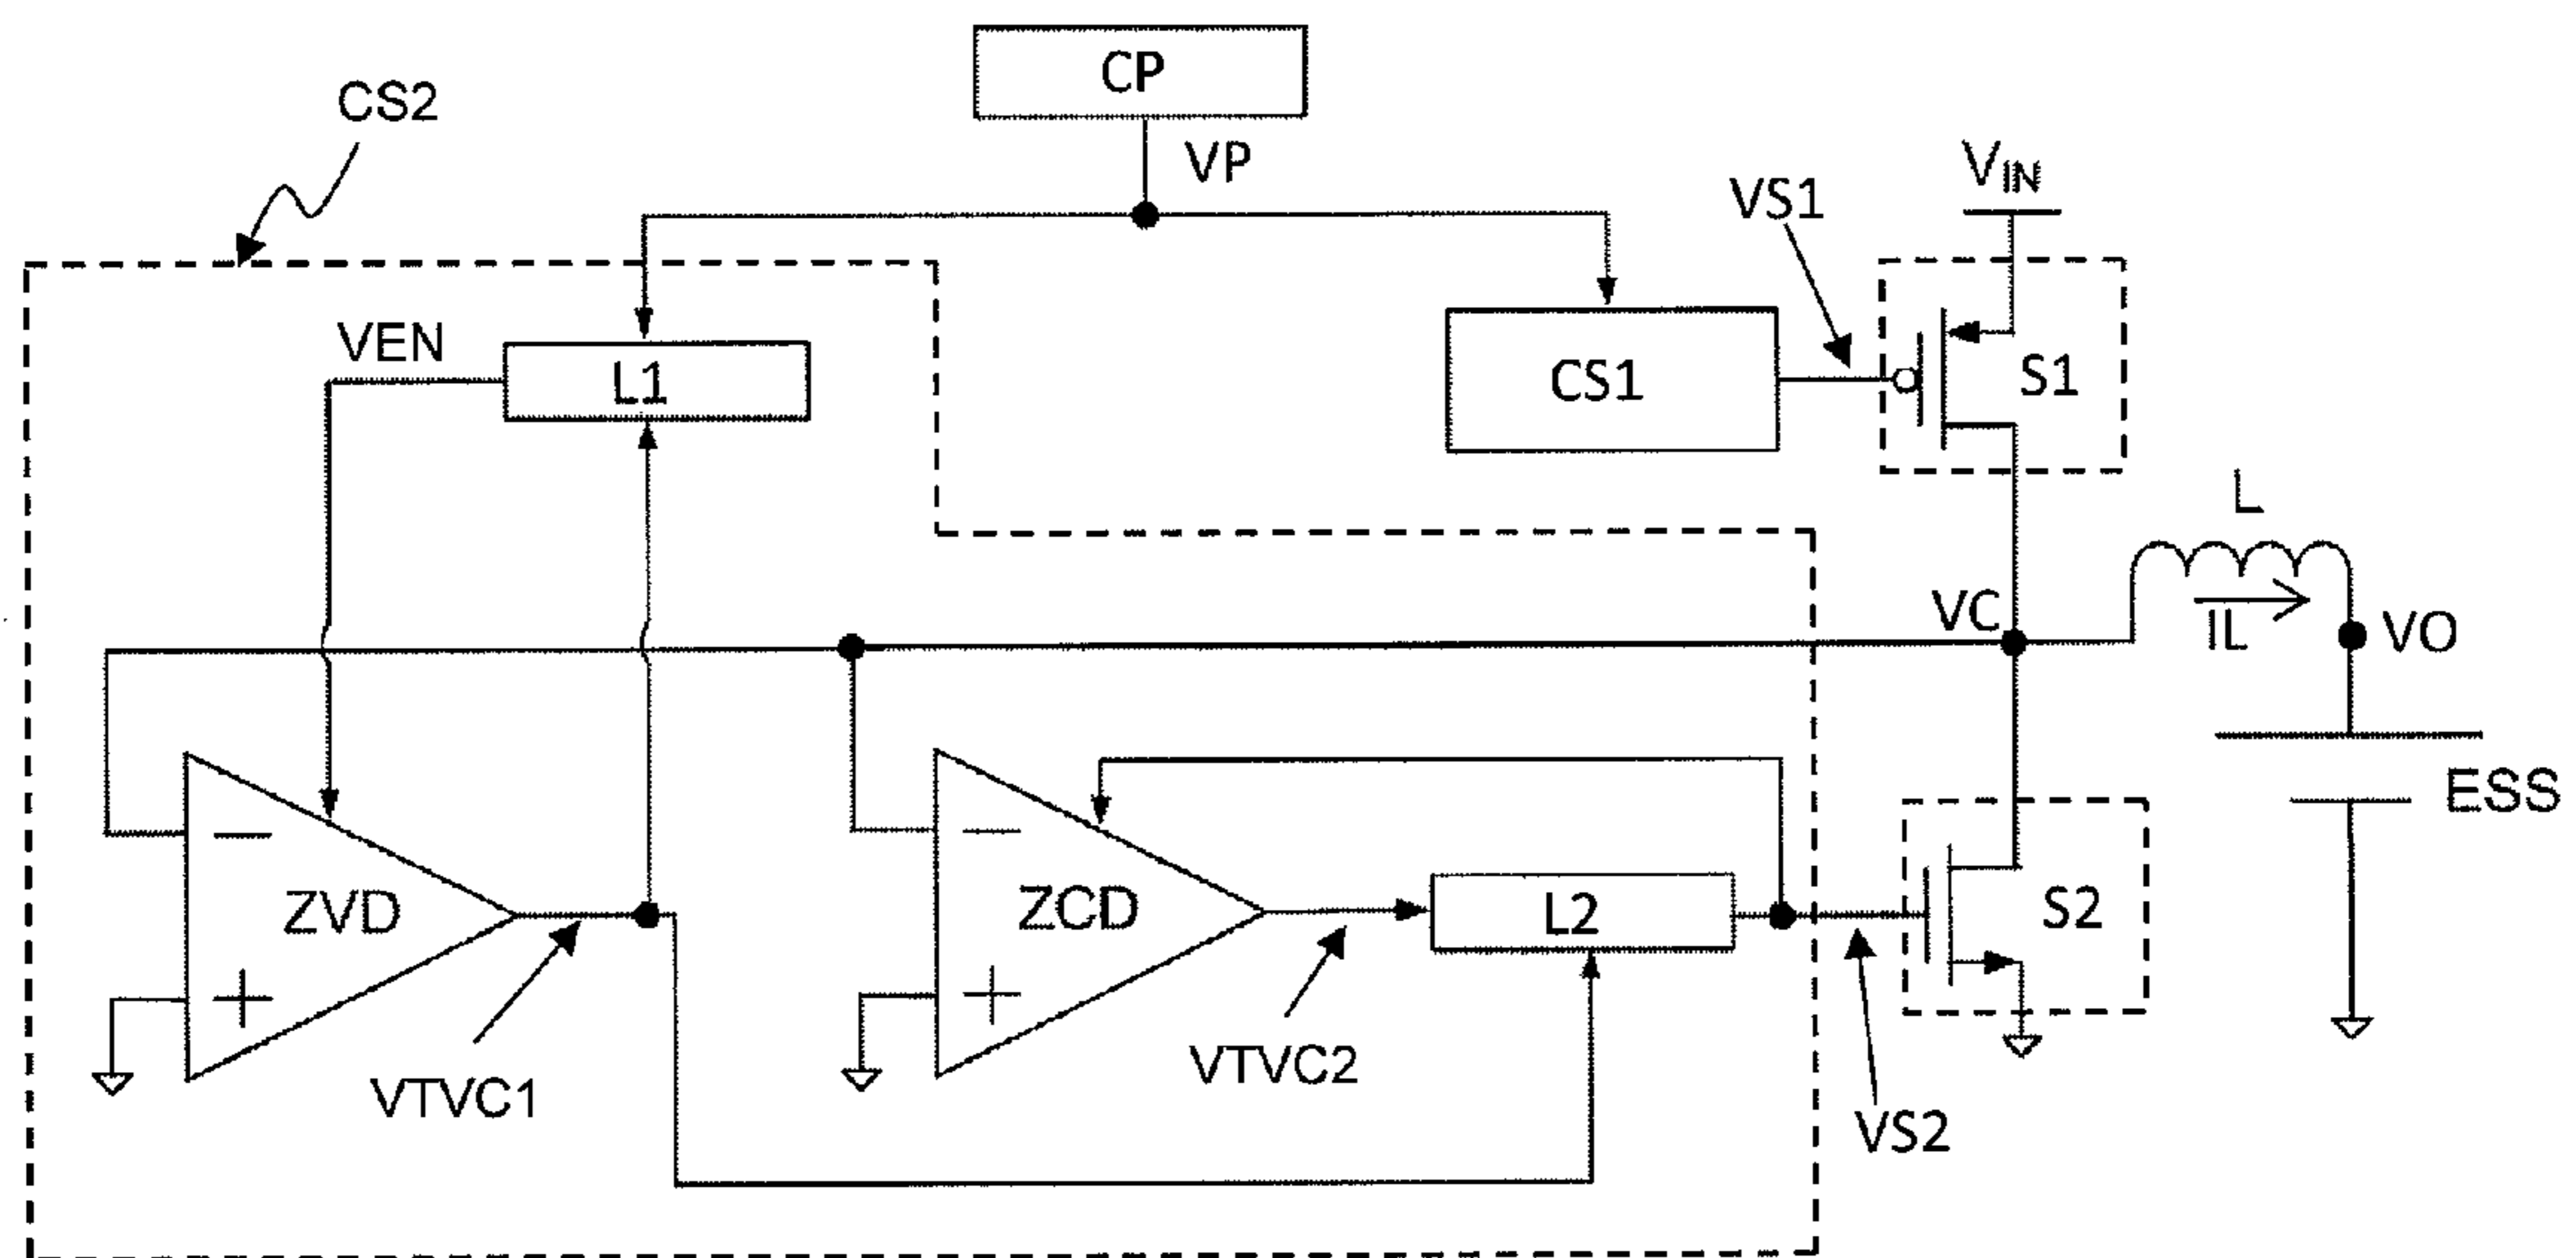 CP
CS2
VP
VIN
VS1
VEN
L1
CS1
S1
L
VC
IL
VO
ESS
ZVD
ZCD
L2
S2
VTVC1
VTVC2
VS2